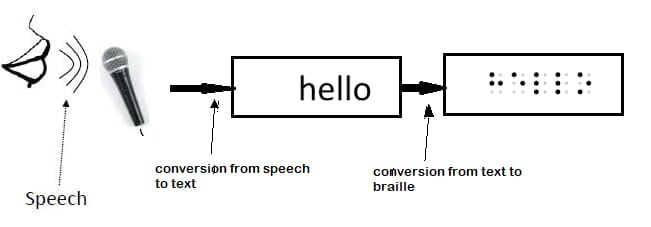 hello
conversion from speech
to text
conversion from text to
braille
Speech